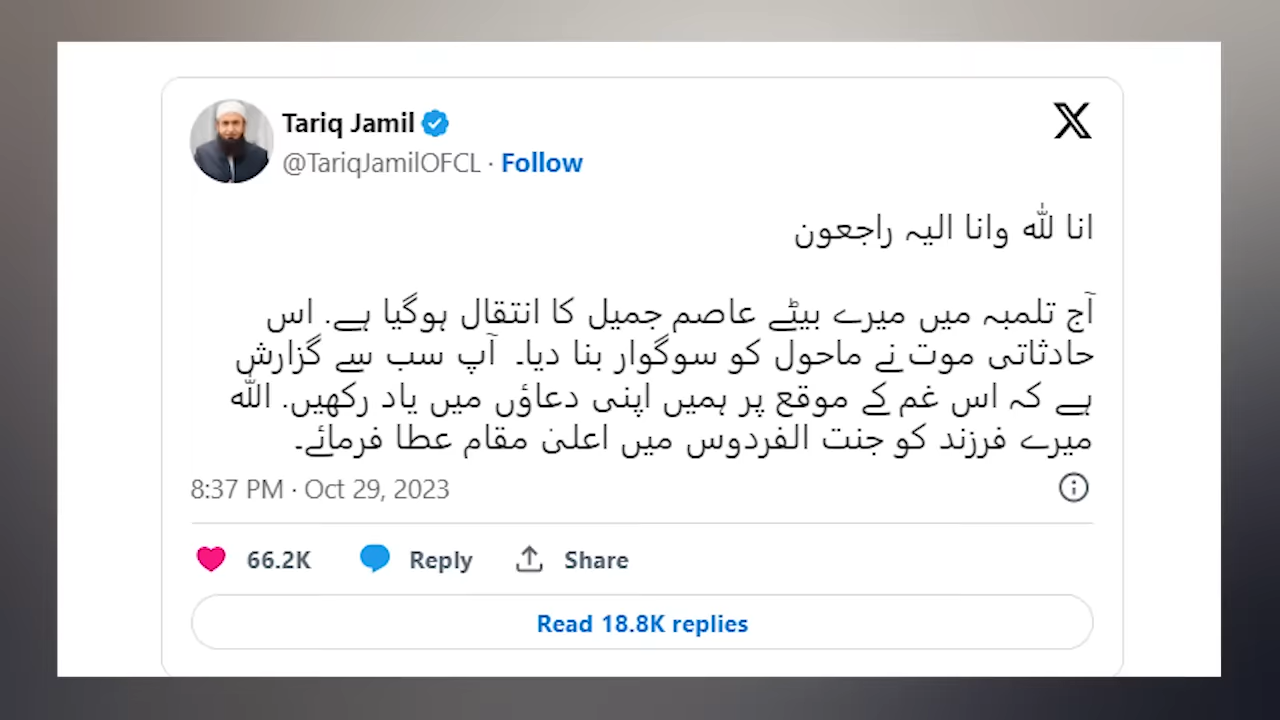 Tariq Jamil
@TariqJamilOFCL · Follow
انا لله وانا الیہ راجعون
آج تلمبہ میں میرے بیٹے عاصم جمیل کا انتقال ہوگیا ہے. اس
حادثاتی موت نے ماحول کو سوگوار بنا دیا۔ آپ سب سے گزارش
ہے کہ اس غم کے موقع پر ہمیں اپنی دعاؤں میں یاد رکھیں. الله
میرے فرزند کو جنت الفردوس میں اعلیٰ مقام عطا فرمائے۔
8:37 PM · Oct 29, 2023
66.2K Reply Share
Read 18.8K replies